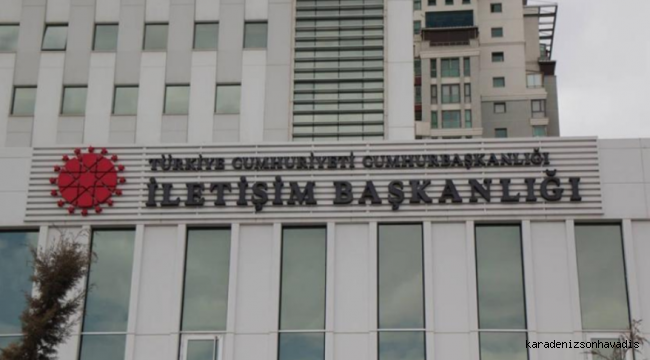 TÜRKİYE CUMHURİYETİ CUMHURBAŞKANLIĞI
İLETİŞİM BAŞKANLIĞI
karadenizsonhavadis